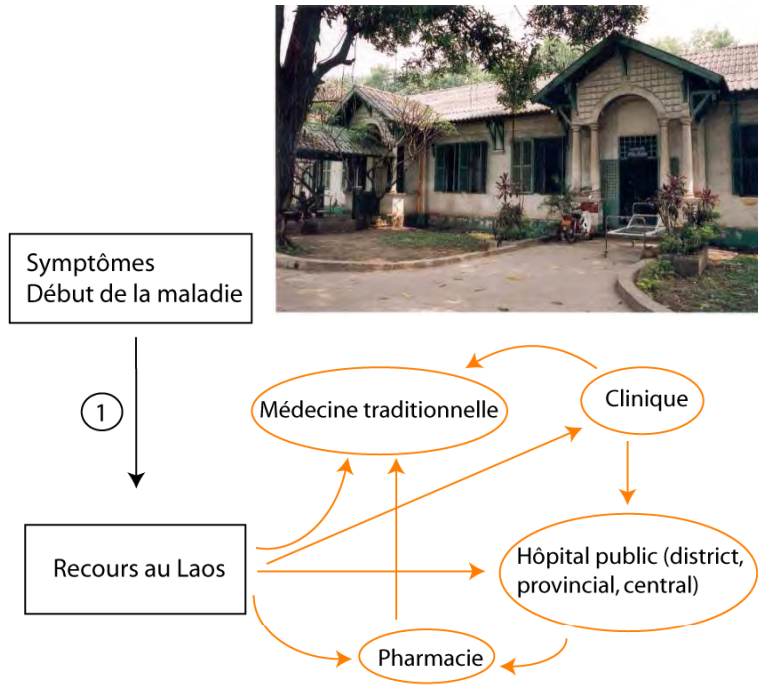 Symptômes
Début de la maladie
1
Médecine traditionnelle
Clinique
Recours au Laos
Hôpital public (district,
provincial, central)
Pharmacie